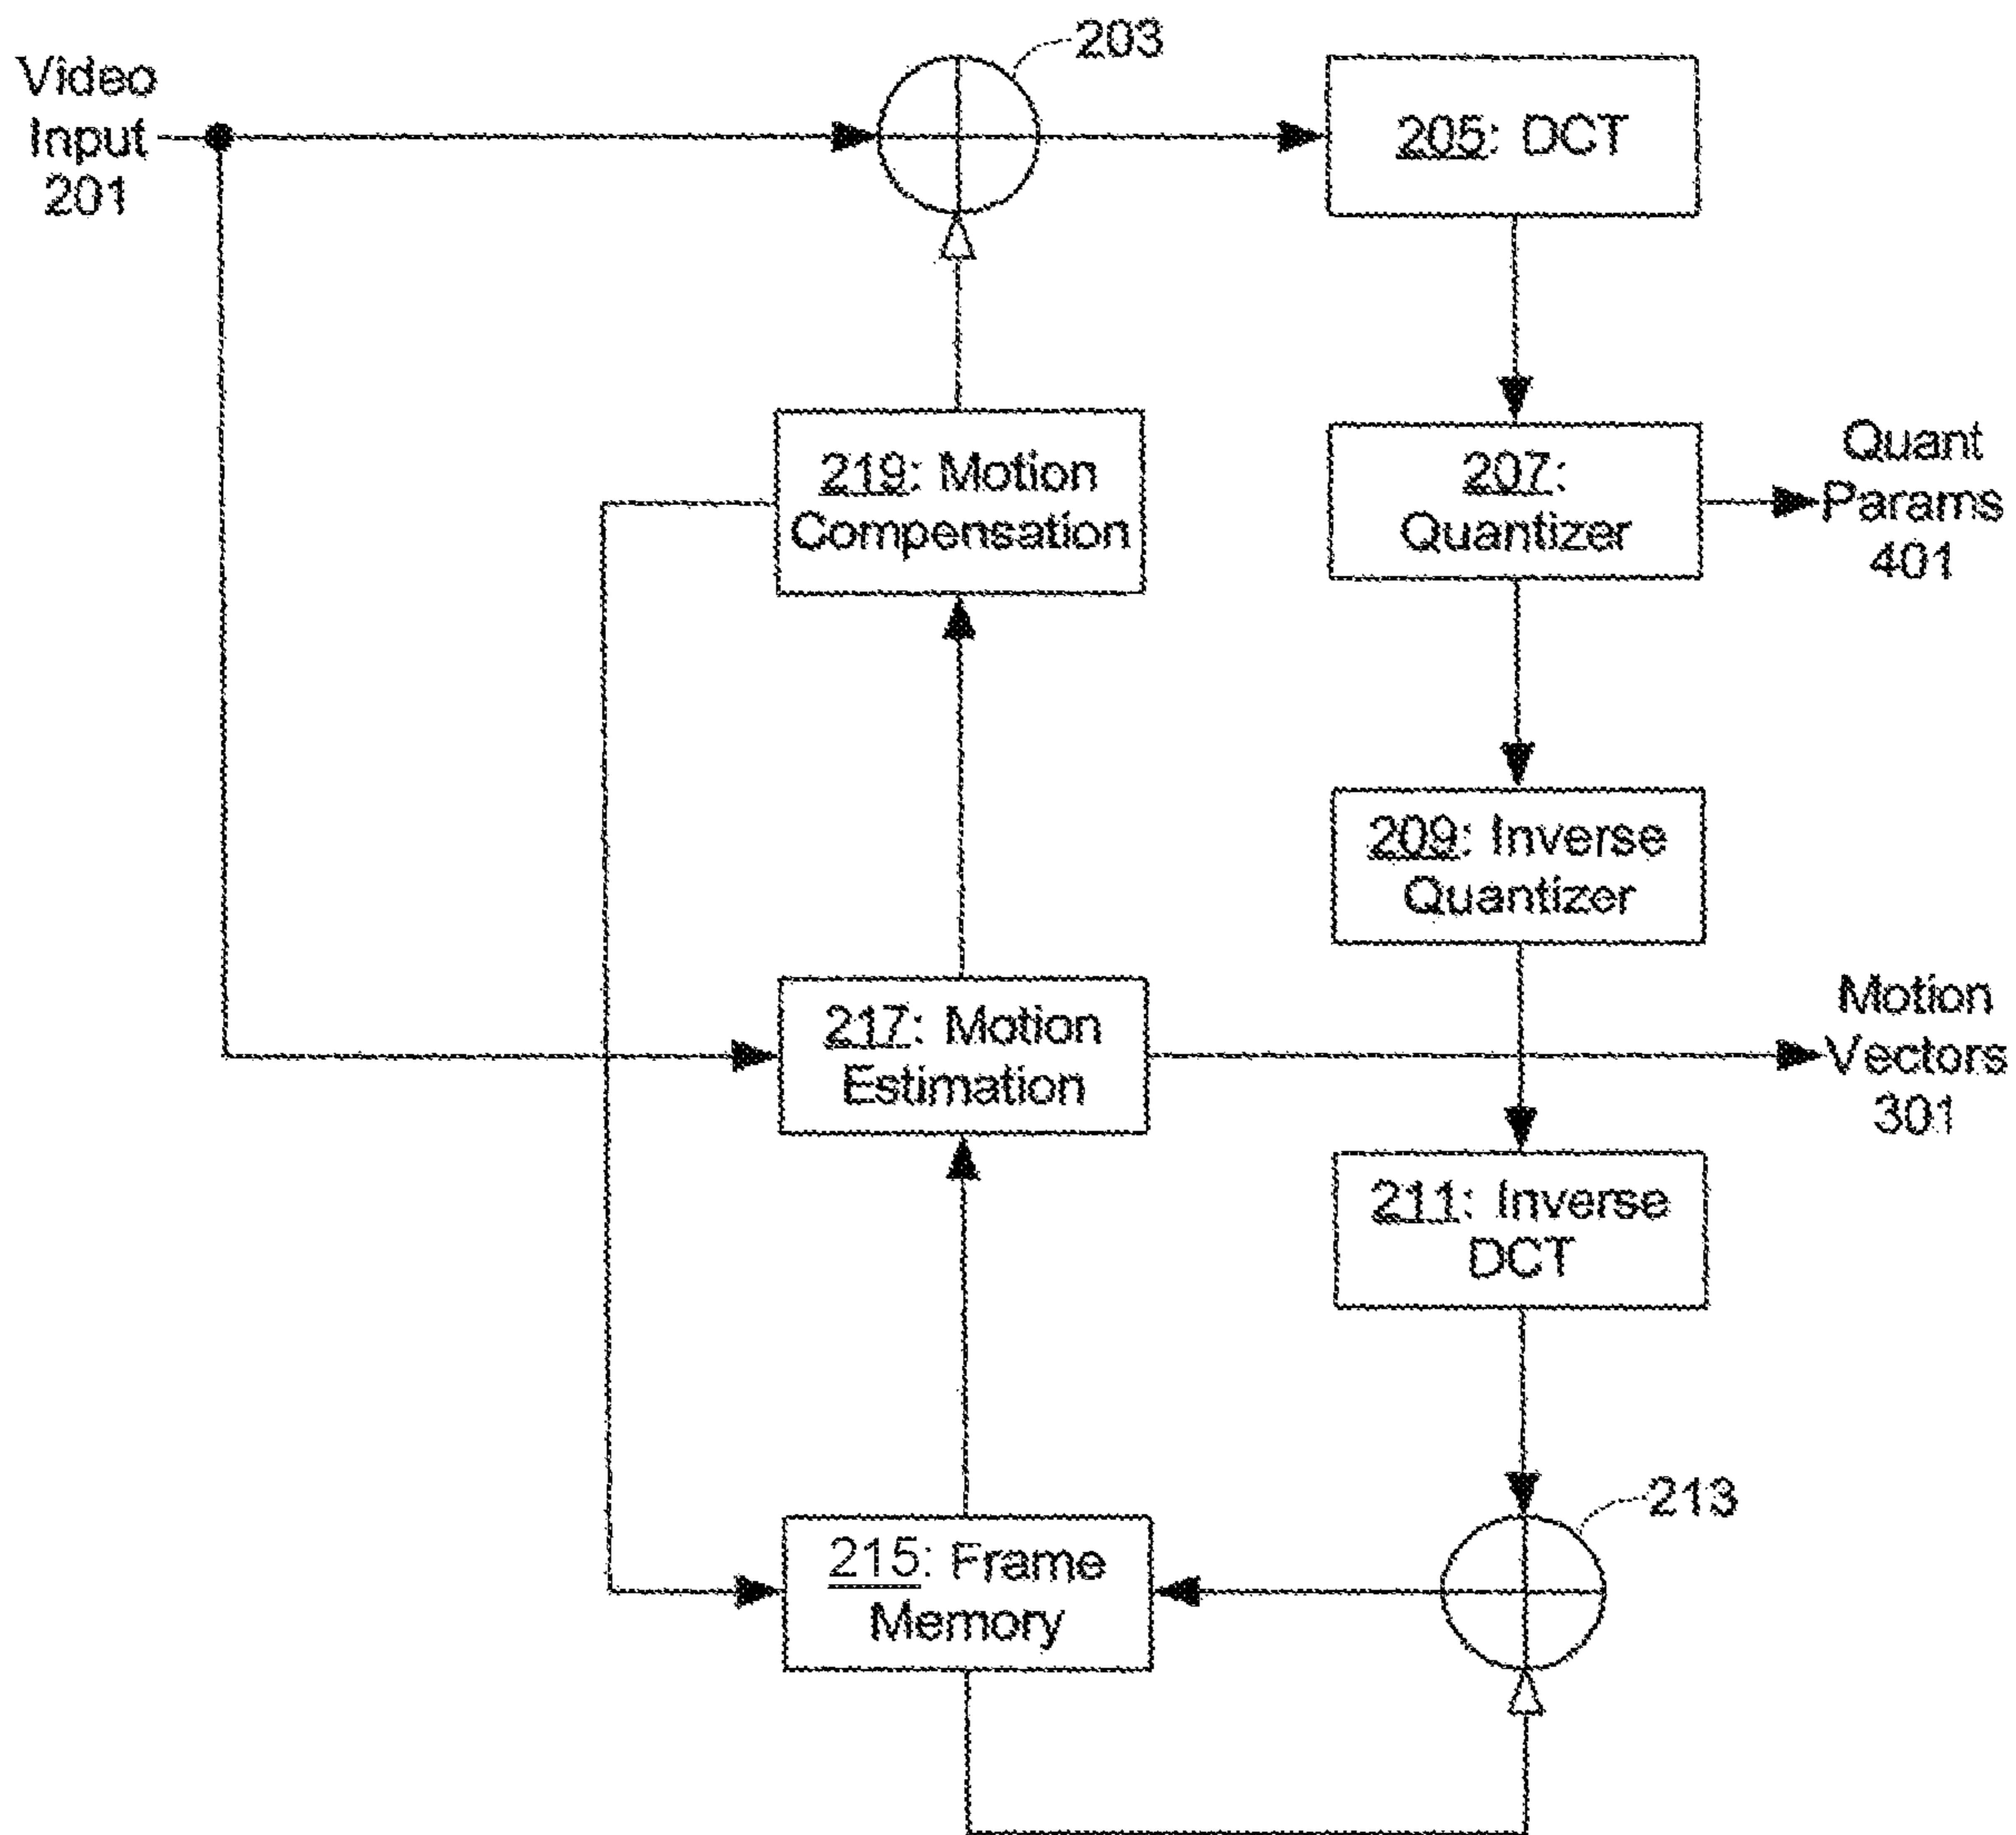 203
Video
Input
201
205: DCT
219: Motion
Compensation
207:
Quantizer
Quant
Params
401
209: Inverse
Quantizer
217: Motion
Estimation
Motion
Vectors
301
211: Inverse
DCT
213
215: Frame
Memory